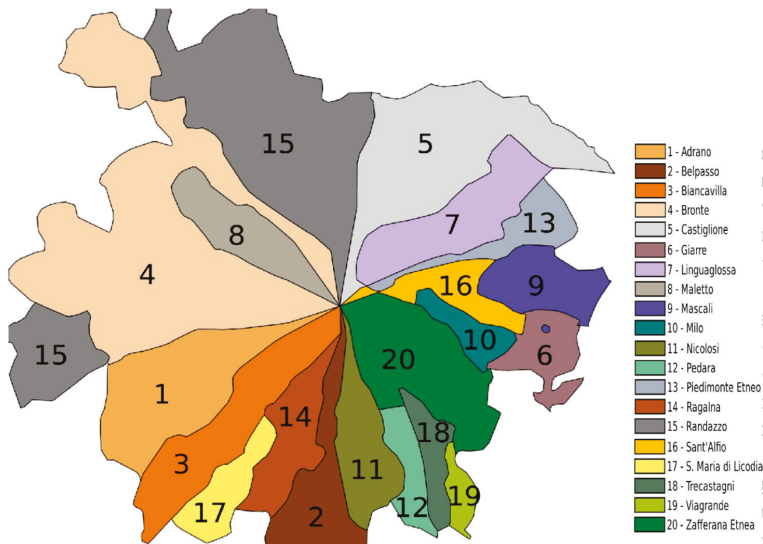 15
5
7
13
8
4
16
9
10
6
15
20
1
14
18
3
11
19
17
2
12
1 - Adrano
2 - Belpasso
3 - Biancavilla
4 - Bronte
5 - Castiglione
6 - Giarre
7 - Linguaglossa
8 - Maletto
9 - Mascali
10 - Milo
11 - Nicolosi
12 - Pedara
13 - Piedimonte Etneo
14 - Ragalna
15 - Randazzo
16 - Sant'Alfio
17 - S. Maria di Licodia
18 - Trecastagni
19 - Viagrande
20 - Zafferana Etnea